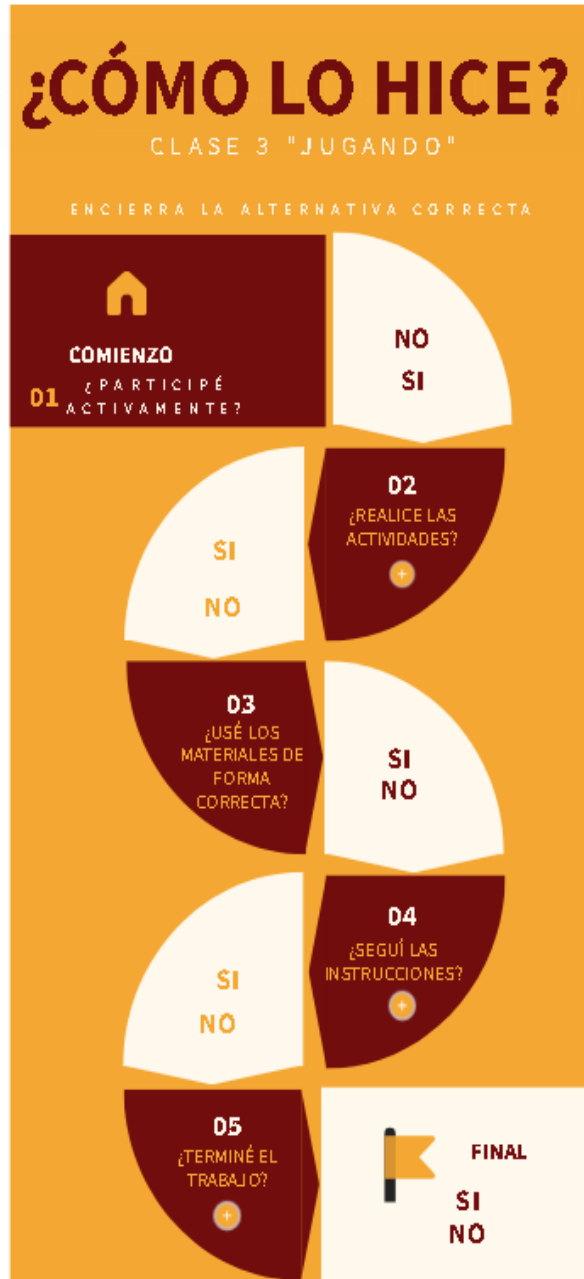 ¿CÓMO LO HICE?
CLASE 3 "JUGANDO"
ENCIERRA LA ALTERNATIVA CORRECTA
COMIENZO
01 ¿PARTICIPÉ
ACTIVAMENTE?
NO
SI
02
¿REALICE LAS
ACTIVIDADES?
+
SI
NO
03
¿USÉ LOS
MATERIALES DE
FORMA
CORRECTA?
SI
NO
04
¿SEGUÍ LAS
INSTRUCCIONES?
+
SI
NO
05
¿TERMINÉ EL
TRABAJO?
+
FINAL
SI
NO